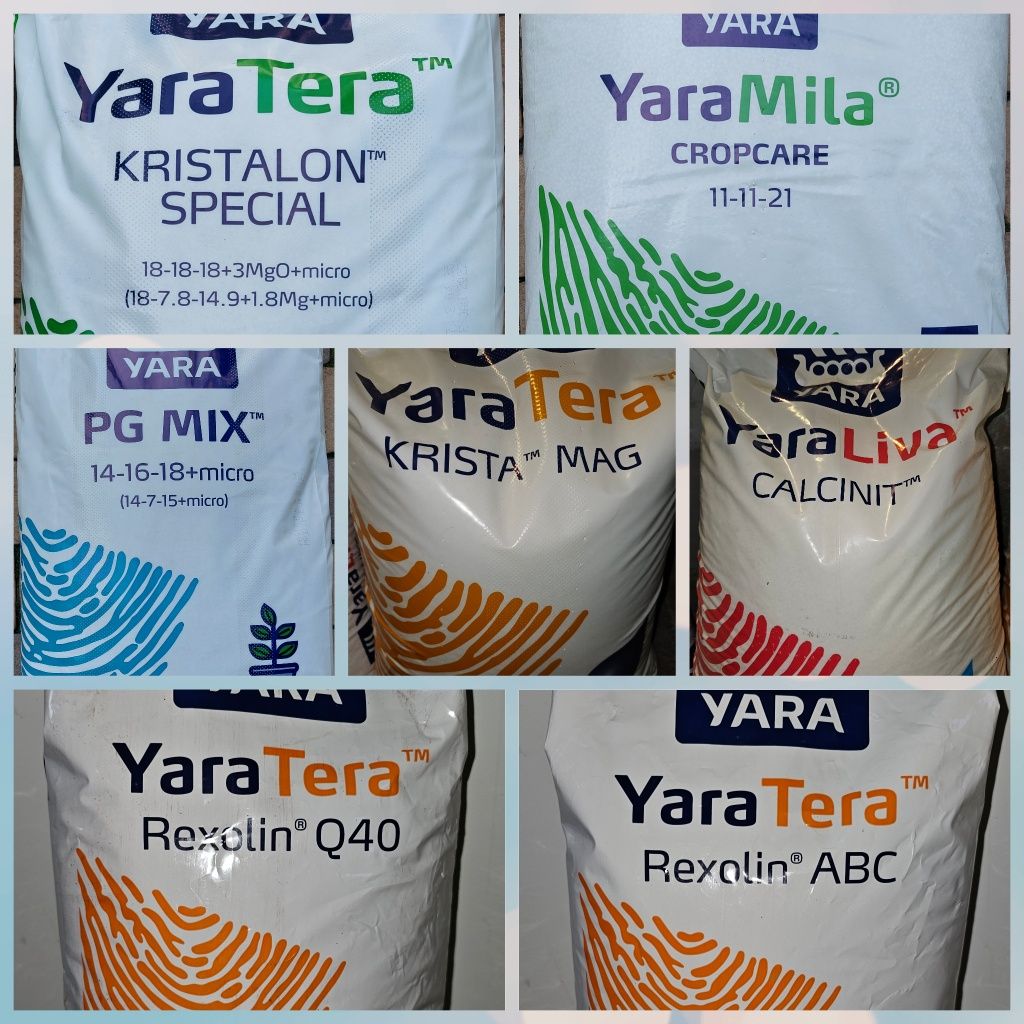 YARA
YaraTera™
KRISTALON™
SPECIAL
18-18-18+3MgO+micro
(18-7.8-14.9+1.8Mg+micro)
YARA
YaraMila®
CROPCARE
11-11-21
YARA
PG MIX™
14-16-18+micro
(14-7-15+micro)
YaraTera™
KRISTA™ MAG
Yara
YARA
YaraLiva™
CALCINIT™
YARA
YaraTera™
Rexolin® Q40
YARA
YaraTera™
Rexolin® ABC